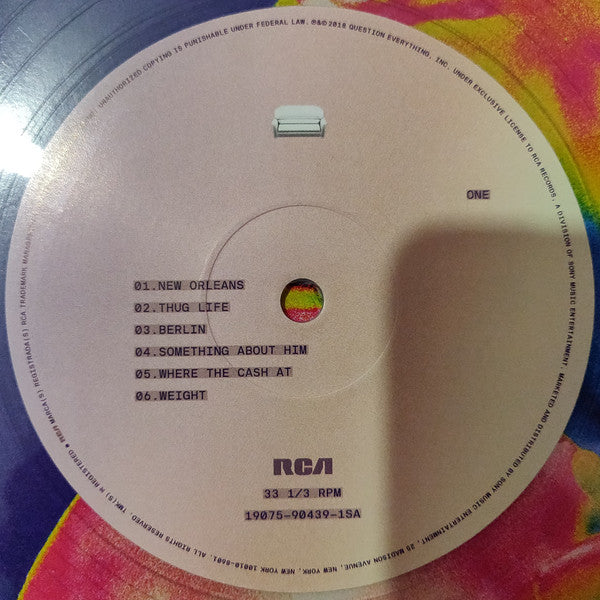 UNAUTHORIZED COPYING IS PUNISHABLE UNDER FEDERAL LAW. ℗&© 2018 QUESTION EVERYTHING, INC. UNDER EXCLUSIVE LICENSE TO RCA RECORDS, A DIVISION OF SONY MUSIC ENTERTAINMENT. MARKETED AND DISTRIBUTED BY SONY MUSIC ENTERTAINMENT, 25 MADISON AVENUE, NEW YORK, NEW YORK 10010-8601. ALL RIGHTS RESERVED.
TMK(S) ® REGISTERED • RCA MARCA(S) REGISTRADA(S) RCA TRADEMARK MANAGE
ONE
01.NEW ORLEANS
02.THUG LIFE
03.BERLIN
04.SOMETHING ABOUT HIM
05.WHERE THE CASH AT
06.WEIGHT
RCA
33 1/3 RPM
19075-90439-1SA